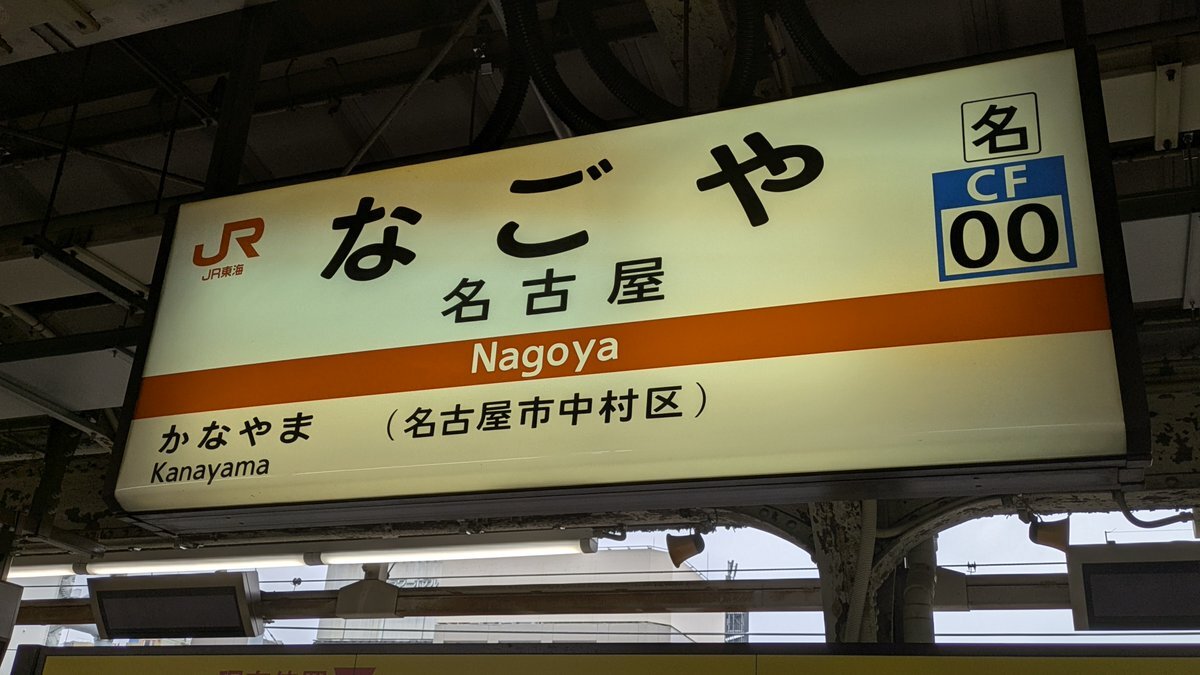 JR
JR東海
なごや
名古屋
名
CF
00
Nagoya
かなやま
Kanayama
（名古屋市中村区）